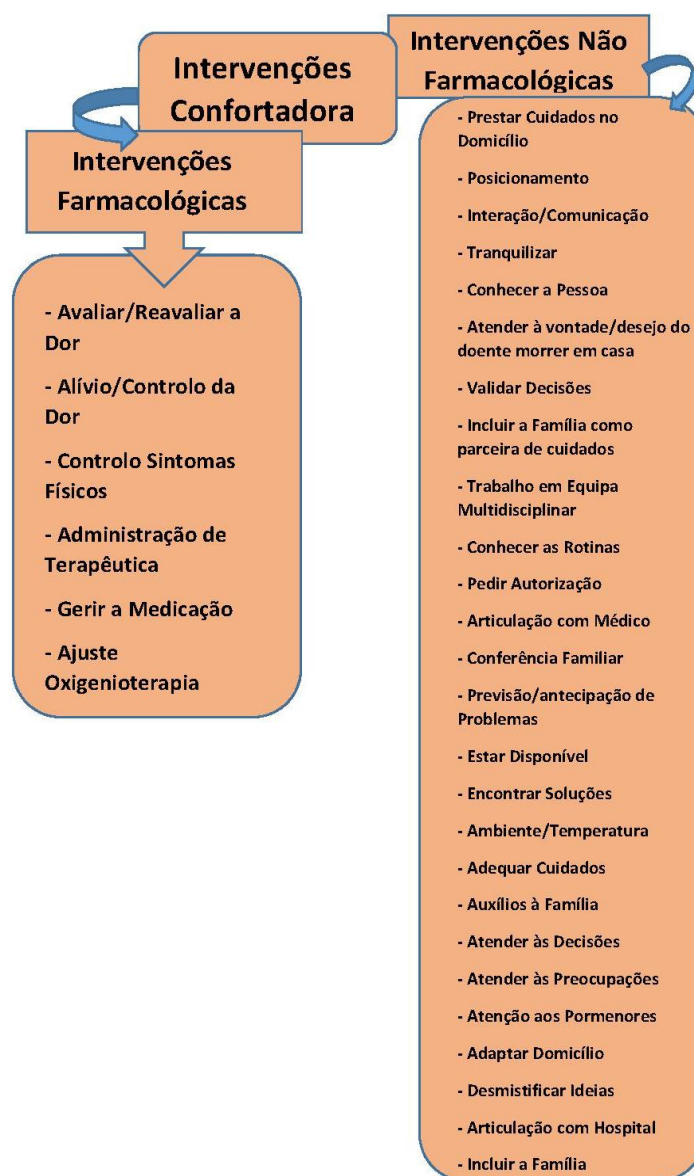 Intervenções
Confortadora
Intervenções Não
Farmacológicas
Intervenções
Farmacológicas
- Avaliar/Reavaliar a
Dor
- Alívio/Controlo da
Dor
- Controlo Sintomas
Físicos
- Administração de
Terapêutica
- Gerir a Medicação
- Ajuste
Oxigenioterapia
- Prestar Cuidados no
Domicílio
- Posicionamento
- Interação/Comunicação
- Tranquilizar
- Conhecer a Pessoa
- Atender à vontade/desejo do
doente morrer em casa
- Validar Decisões
- Incluir a Família como
parceira de cuidados
- Trabalho em Equipa
Multidisciplinar
- Conhecer as Rotinas
- Pedir Autorização
- Articulação com Médico
- Conferência Familiar
- Previsão/antecipação de
Problemas
- Estar Disponível
- Encontrar Soluções
- Ambiente/Temperatura
- Adequar Cuidados
- Auxílios à Família
- Atender às Decisões
- Atender às Preocupações
- Atenção aos Pormenores
- Adaptar Domicílio
- Desmistificar Ideias
- Articulação com Hospital
- Incluir a Família